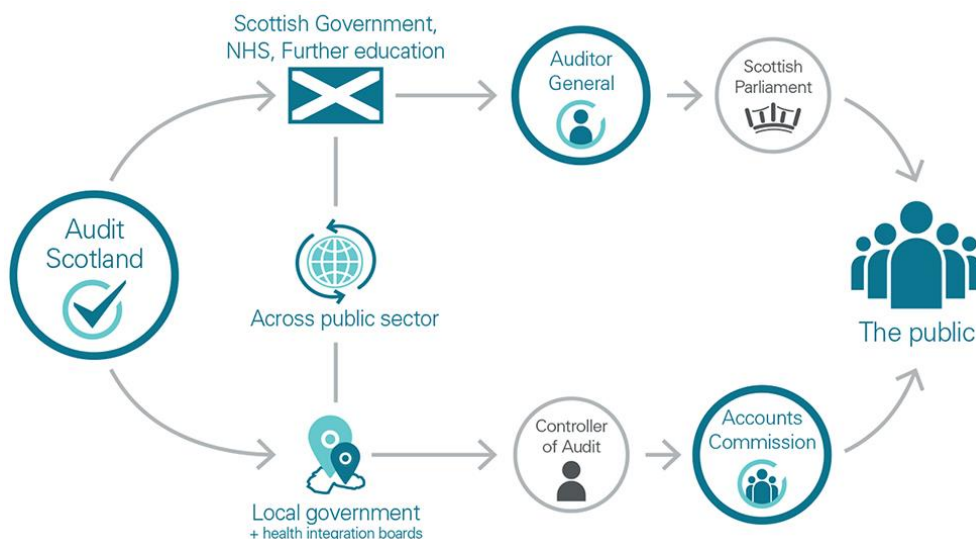 Scottish Government,
NHS, Further education
Auditor
General
Scottish
Parliament
Audit
Scotland
Across public sector
The public
Local government
+ health integration boards
Controller
of Audit
Accounts
Commission